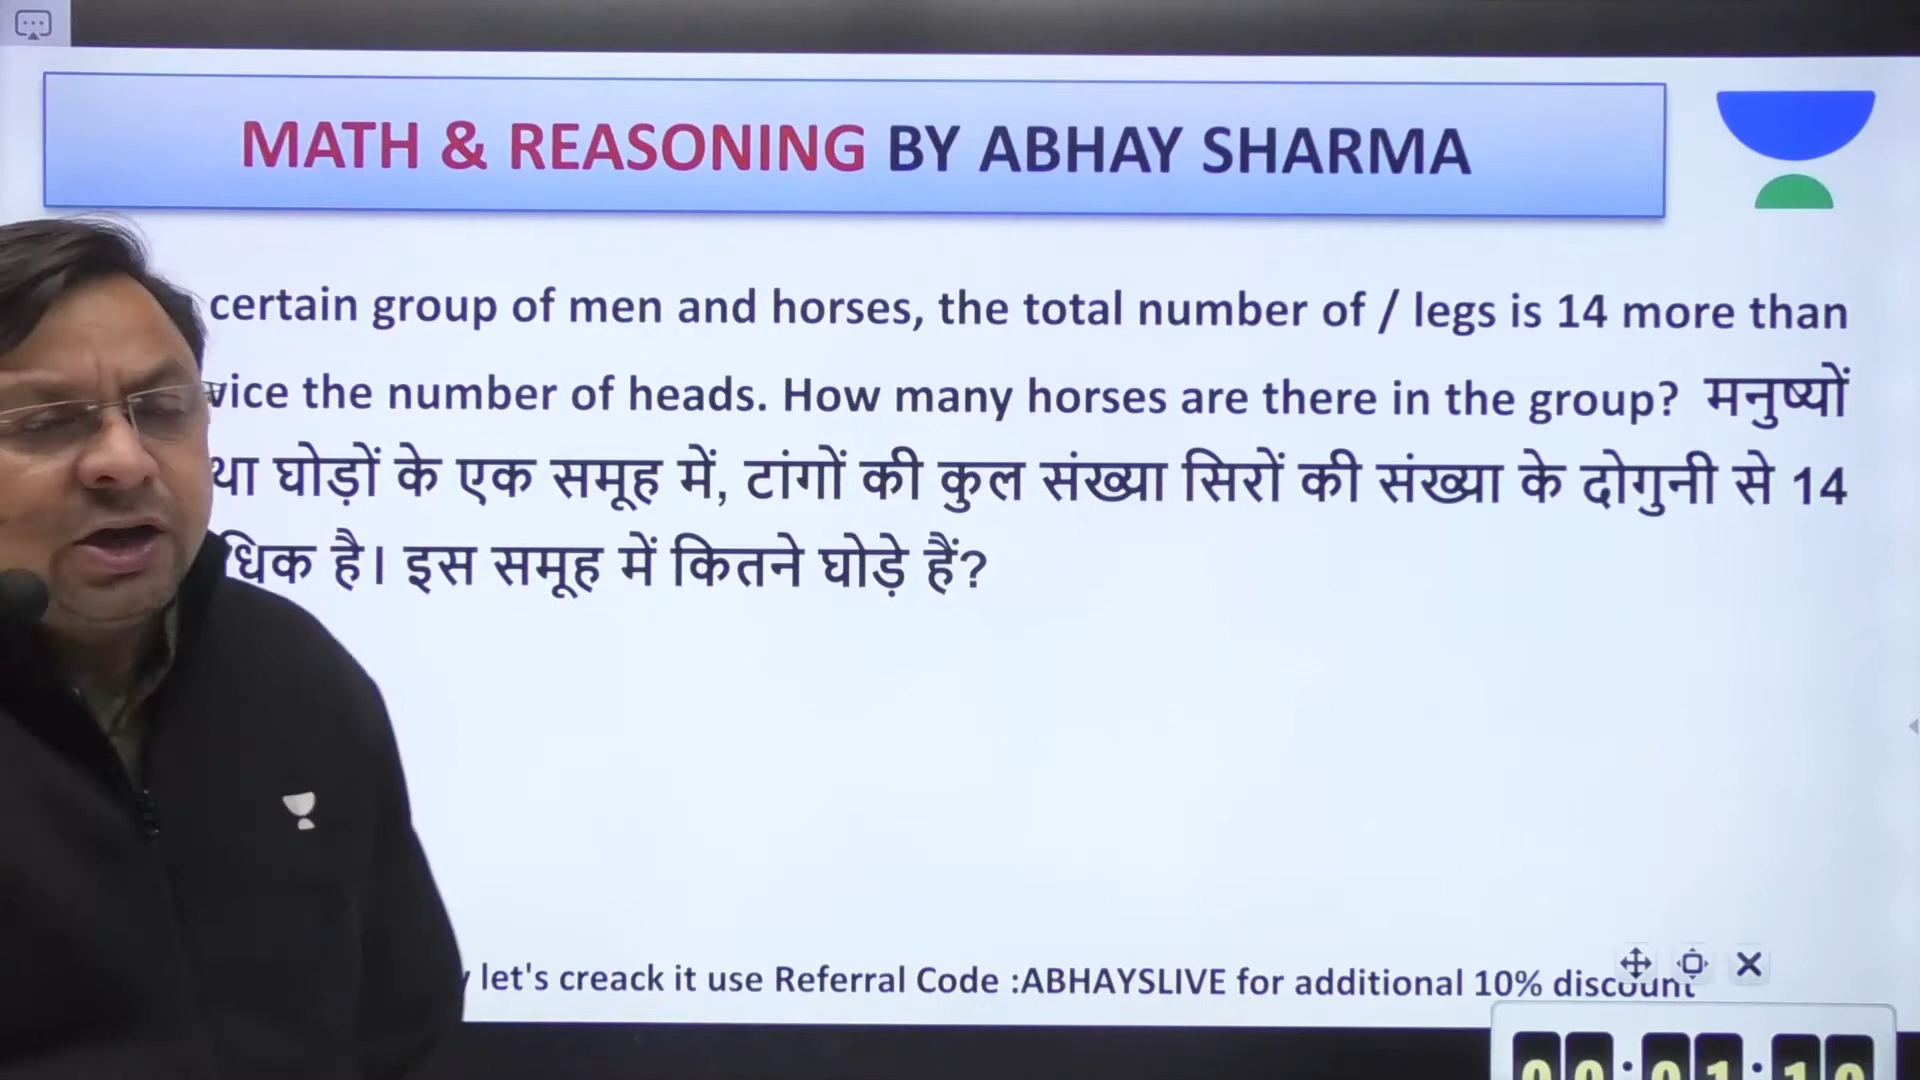 MATH & REASONING BY ABHAY SHARMA
certain group of men and horses, the total number of / legs is 14 more than
the number of heads. How many horses are there in the group? मनुष्यों
घोड़ों के एक समूह में, टांगों की कुल संख्या सिरों की संख्या के दोगुनी से 14
है। इस समूह में कितने घोड़े हैं?
let's creack it use Referral Code :ABHAYSLIVE for additional 10% discount